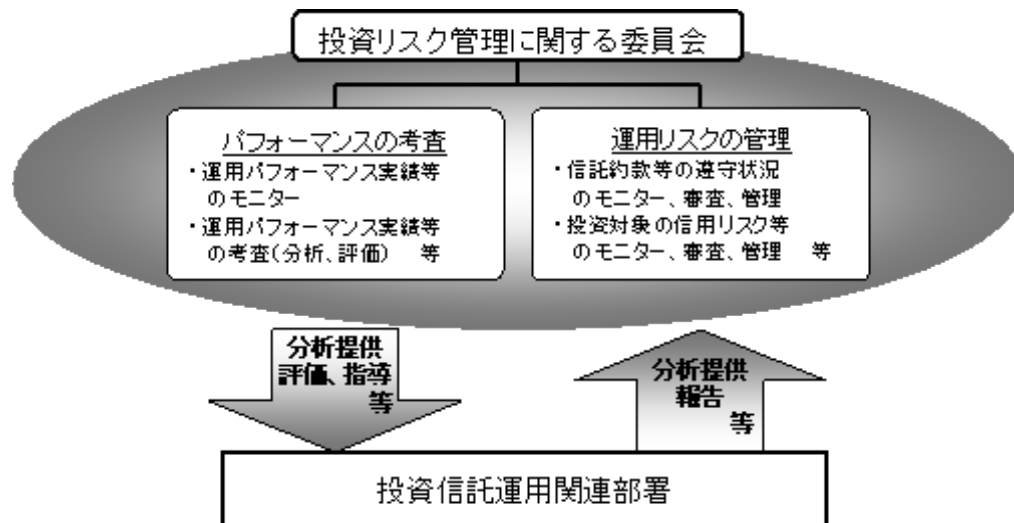 投資リスク管理に関する委員会
パフォーマンスの考査
・運用パフォーマンス実績等
のモニター
・運用パフォーマンス実績等
の考査(分析、評価) 等
運用リスクの管理
・信託約款等の遵守状況
のモニター、審査、管理
・投資対象の信用リスク等
のモニター、審査、管理 等
分析提供
評価、指導
等
分析提供
報告
等
投資信託運用関連部署